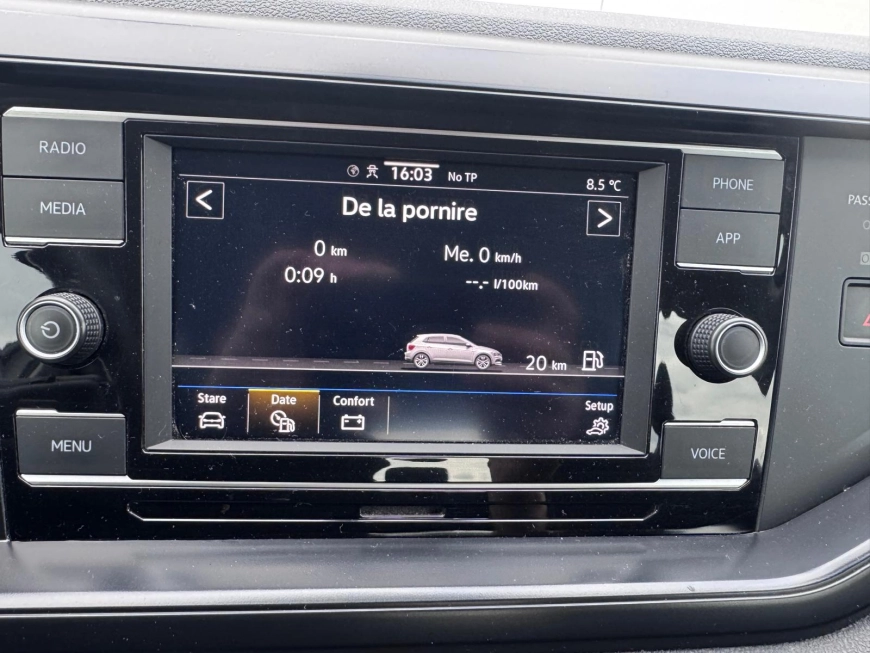 RADIO
MEDIA
MENU
16:03 No TP
8.5 °C
<
De la pornire
>
0 km
Me. 0 km/h
0:09 h
--.- l/100km
20 km
Stare
Date
Confort
Setup
PHONE
APP
VOICE
PASS